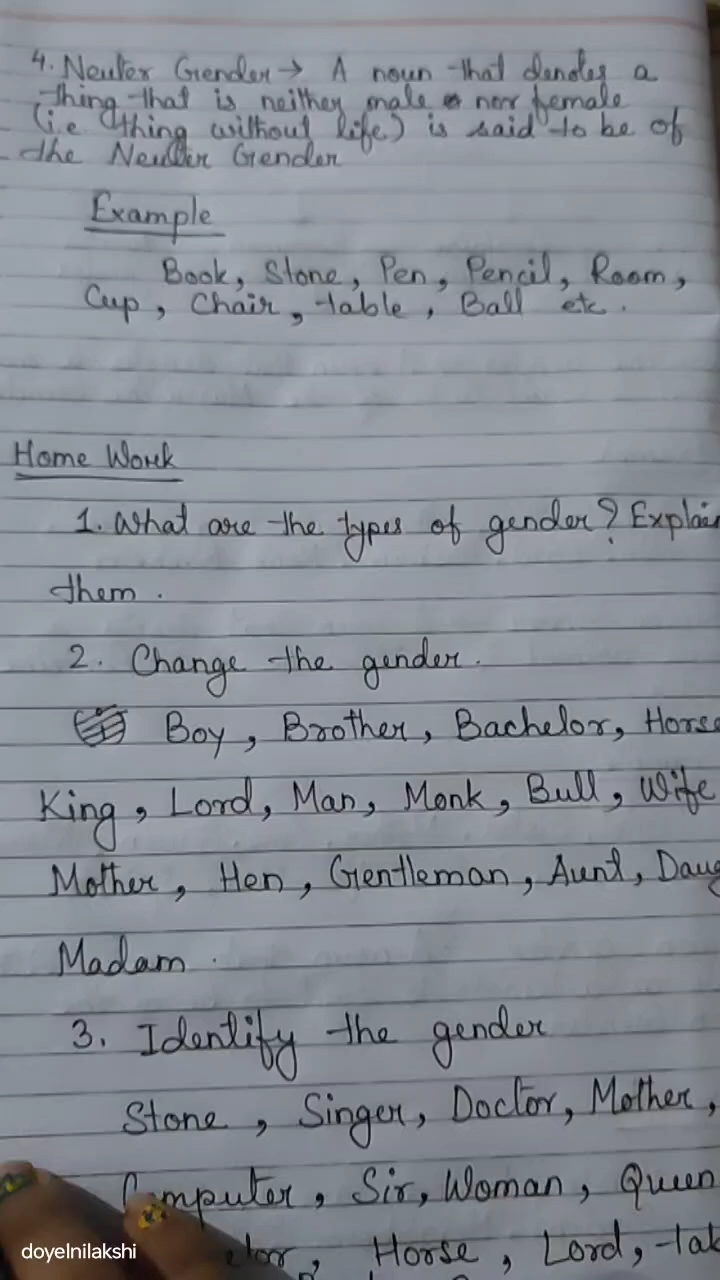 4. Neuter Gender → A noun that denotes a
thing that is neither male nor female
(i.e thing without life) is said to be of
the Neuter Gender
Example
Book, Stone, Pen, Pencil, Room,
Cup, Chair, table, Ball etc.
Home Work
1. What are the types of gender? Explain
them.
2. Change the gender.
Boy, Brother, Bachelor, Horse
King, Lord, Man, Monk, Bull, Wife
Mother, Hen, Gentleman, Aunt, Daug
Madam.
3. Identify the gender
Stone, Singer, Doctor, Mother,
Computer, Sir, Woman, Queen
Horse, Lord, tab
doyelnilakshi